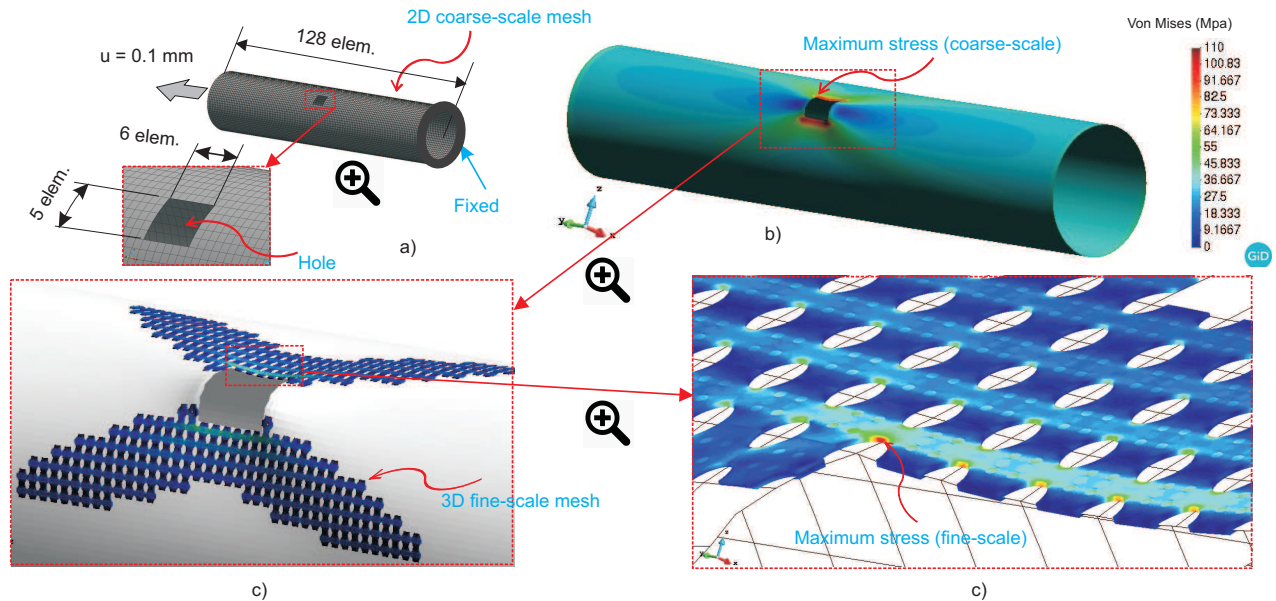 2D coarse-scale mesh
128 elem.
u = 0.1 mm
6 elem.
5 elem.
Hole
Fixed
a)
Maximum stress (coarse-scale)
Von Mises (Mpa)
110
100.83
91.667
82.5
73.333
64.167
55
45.833
36.667
27.5
18.333
9.1667
0
GiD
z
y
x
b)
3D fine-scale mesh
c)
Maximum stress (fine-scale)
z
y
x
c)